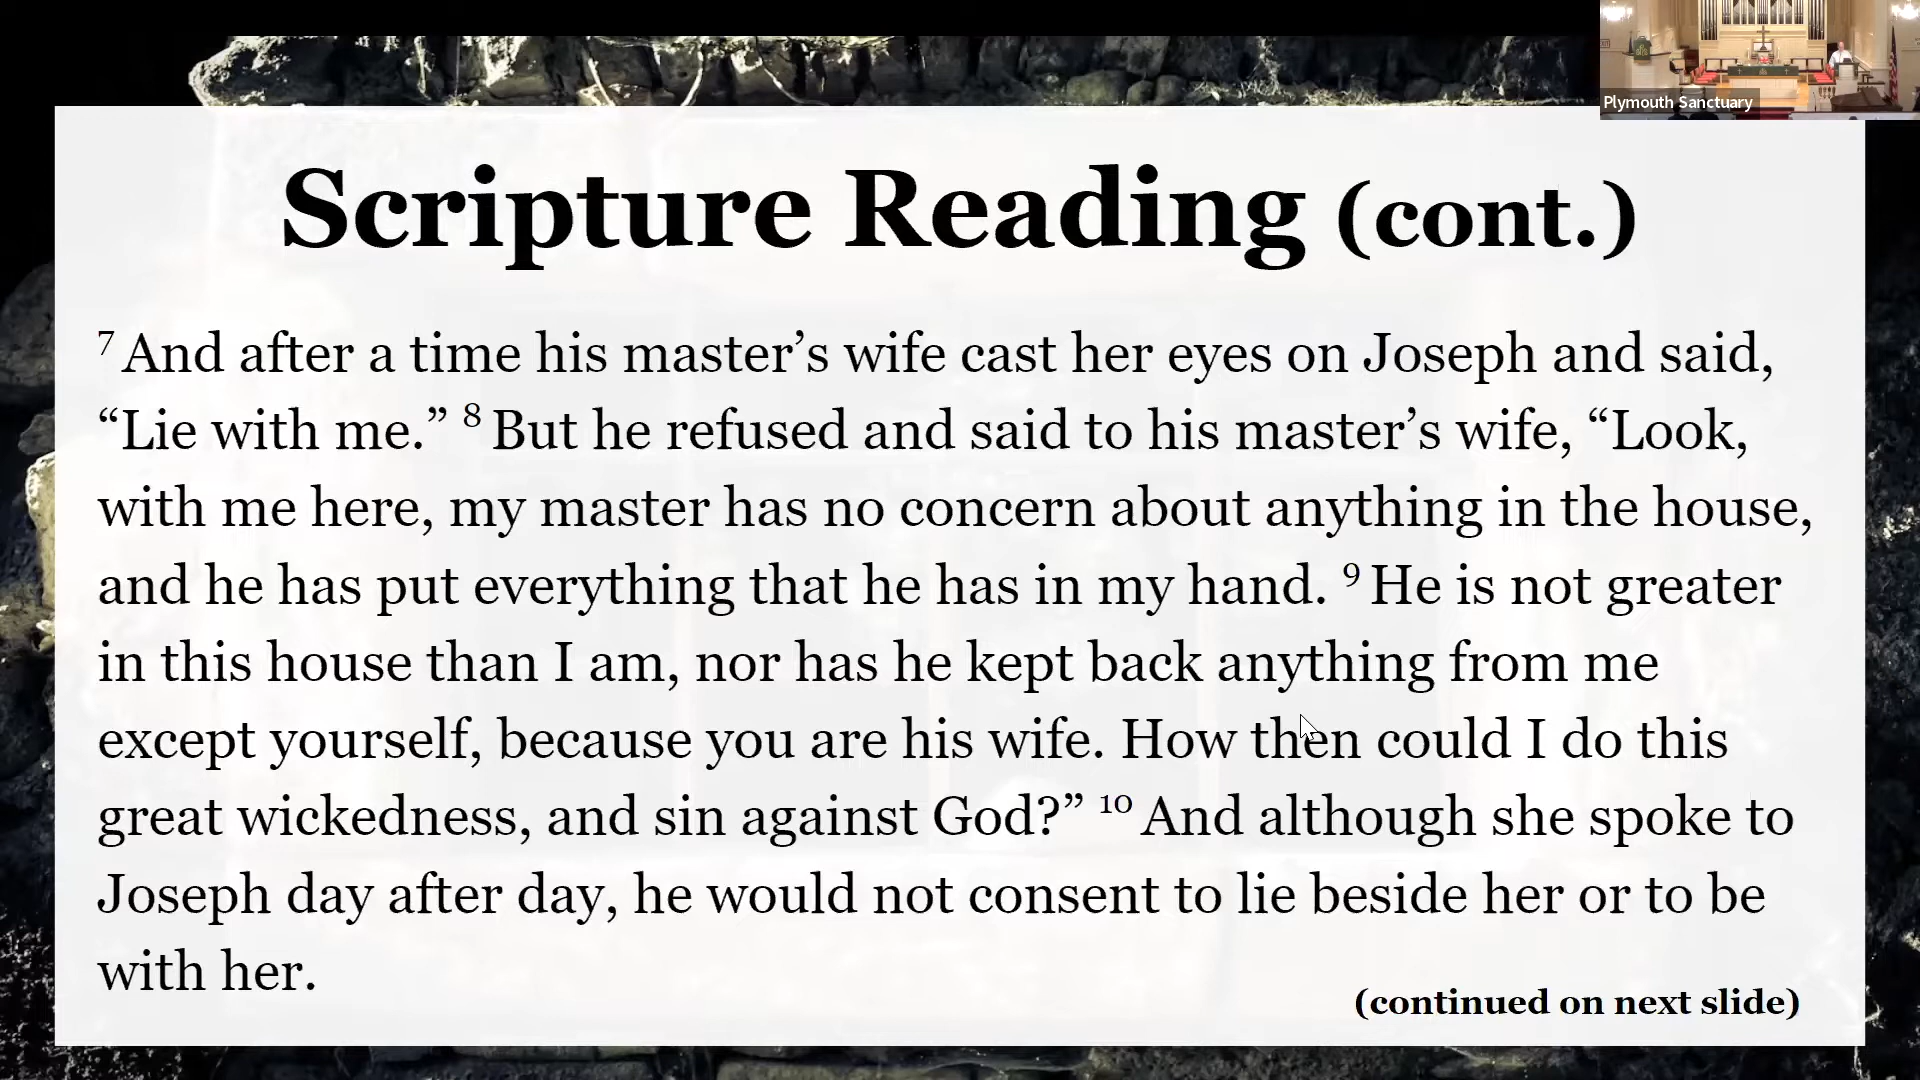 Plymouth Sanctuary
Scripture Reading (cont.)
7 And after a time his master’s wife cast her eyes on Joseph and said,
“Lie with me.” 8 But he refused and said to his master’s wife, “Look,
with me here, my master has no concern about anything in the house,
and he has put everything that he has in my hand. 9 He is not greater
in this house than I am, nor has he kept back anything from me
except yourself, because you are his wife. How then could I do this
great wickedness, and sin against God?” 10 And although she spoke to
Joseph day after day, he would not consent to lie beside her or to be
with her.
(continued on next slide)